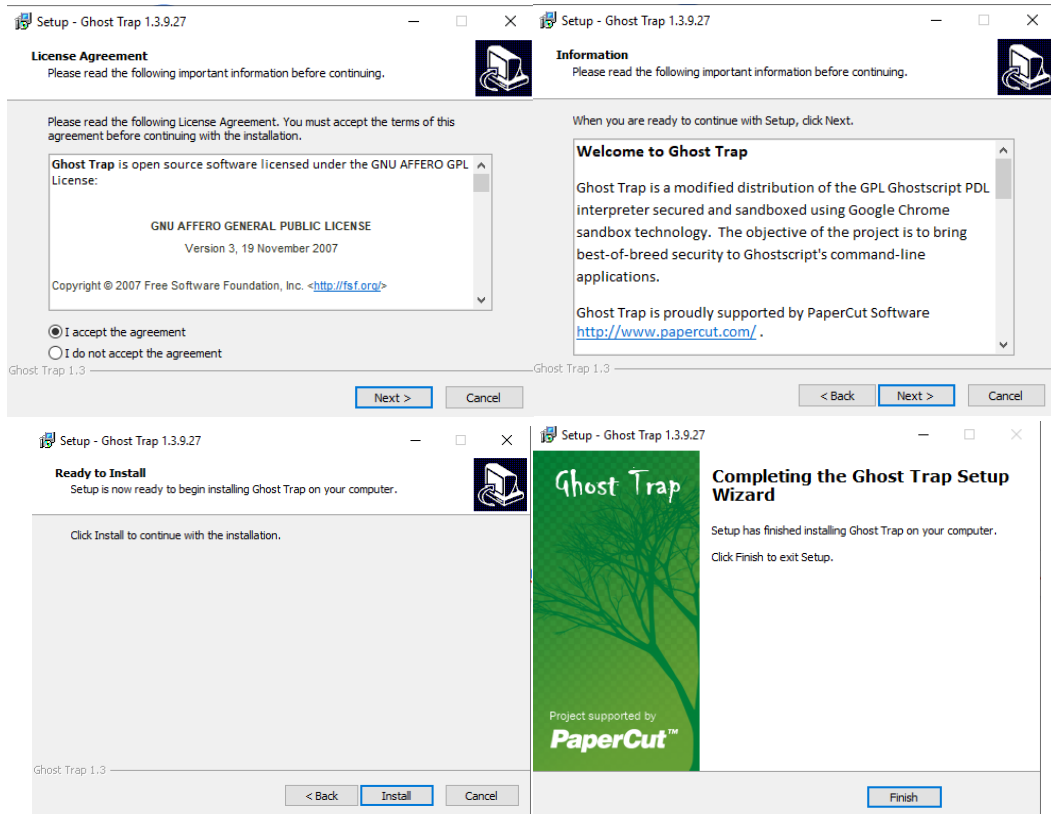 Setup - Ghost Trap 1.3.9.27
License Agreement
Please read the following important information before continuing.
Please read the following License Agreement. You must accept the terms of this
agreement before continuing with the installation.
Ghost Trap is open source software licensed under the GNU AFFERO GPL
License:
GNU AFFERO GENERAL PUBLIC LICENSE
Version 3, 19 November 2007
Copyright © 2007 Free Software Foundation, Inc. <http://fsf.org/>
I accept the agreement
I do not accept the agreement
Ghost Trap 1.3
Next >
Cancel
Setup - Ghost Trap 1.3.9.27
Information
Please read the following important information before continuing.
When you are ready to continue with Setup, click Next.
Welcome to Ghost Trap
Ghost Trap is a modified distribution of the GPL Ghostscript PDL
interpreter secured and sandboxed using Google Chrome
sandbox technology. The objective of the project is to bring
best-of-breed security to Ghostscript's command-line
applications.
Ghost Trap is proudly supported by PaperCut Software
http://www.papercut.com/ .
Ghost Trap 1.3
< Back
Next >
Cancel
Setup - Ghost Trap 1.3.9.27
Ready to Install
Setup is now ready to begin installing Ghost Trap on your computer.
Click Install to continue with the installation.
Ghost Trap 1.3
< Back
Install
Cancel
Setup - Ghost Trap 1.3.9.27
Ghost Trap
Project supported by
PaperCut™
Completing the Ghost Trap Setup
Wizard
Setup has finished installing Ghost Trap on your computer.
Click Finish to exit Setup.
Finish